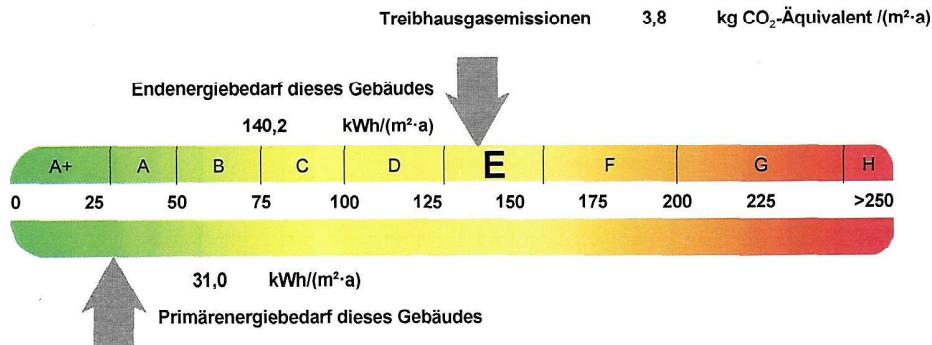 Treibhausgasemissionen 3,8 kg CO₂-Äquivalent /(m²·a)
Endenergiebedarf dieses Gebäudes
140,2 kWh/(m²·a)
A+ A B C D E F G H
0 25 50 75 100 125 150 175 200 225 >250
31,0 kWh/(m²·a)
Primärenergiebedarf dieses Gebäudes